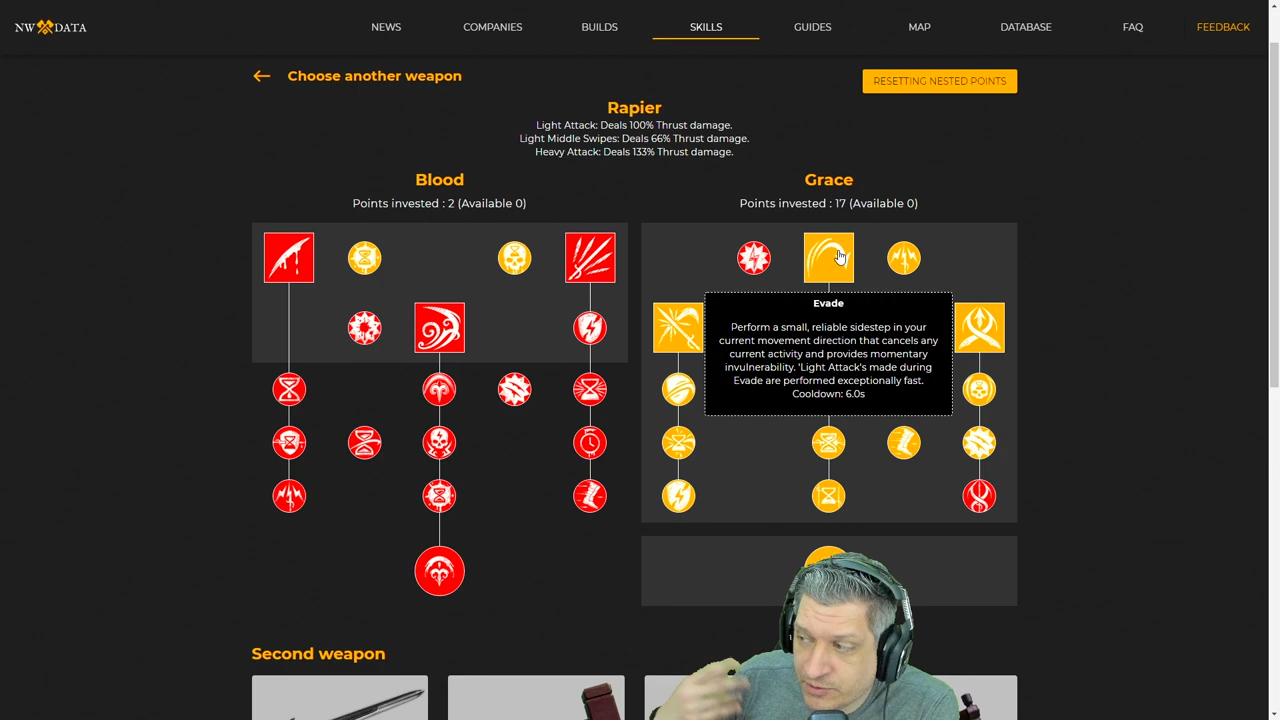 NW DATA
NEWS
COMPANIES
BUILDS
SKILLS
GUIDES
MAP
DATABASE
FAQ
FEEDBACK
Choose another weapon
RESETTING NESTED POINTS
Rapier
Light Attack: Deals 100% Thrust damage.
Light Middle Swipes: Deals 66% Thrust damage.
Heavy Attack: Deals 133% Thrust damage.
Blood
Points invested : 2 (Available 0)
Grace
Points invested : 17 (Available 0)
Evade
Perform a small, reliable sidestep in your
current movement direction that cancels any
current activity and provides momentary
invulnerability. 'Light Attack's made during
Evade are performed exceptionally fast.
Cooldown: 6.0s
Second weapon